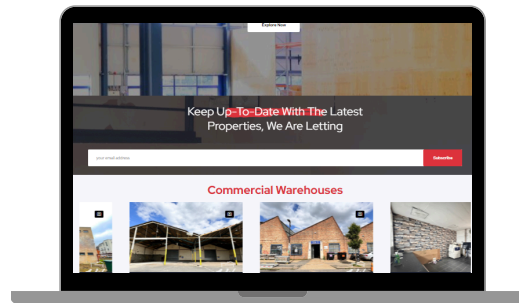 Explore Now
Keep Up-To-Date With The Latest
Properties, We Are Letting
your email address
Subscribe
Commercial Warehouses